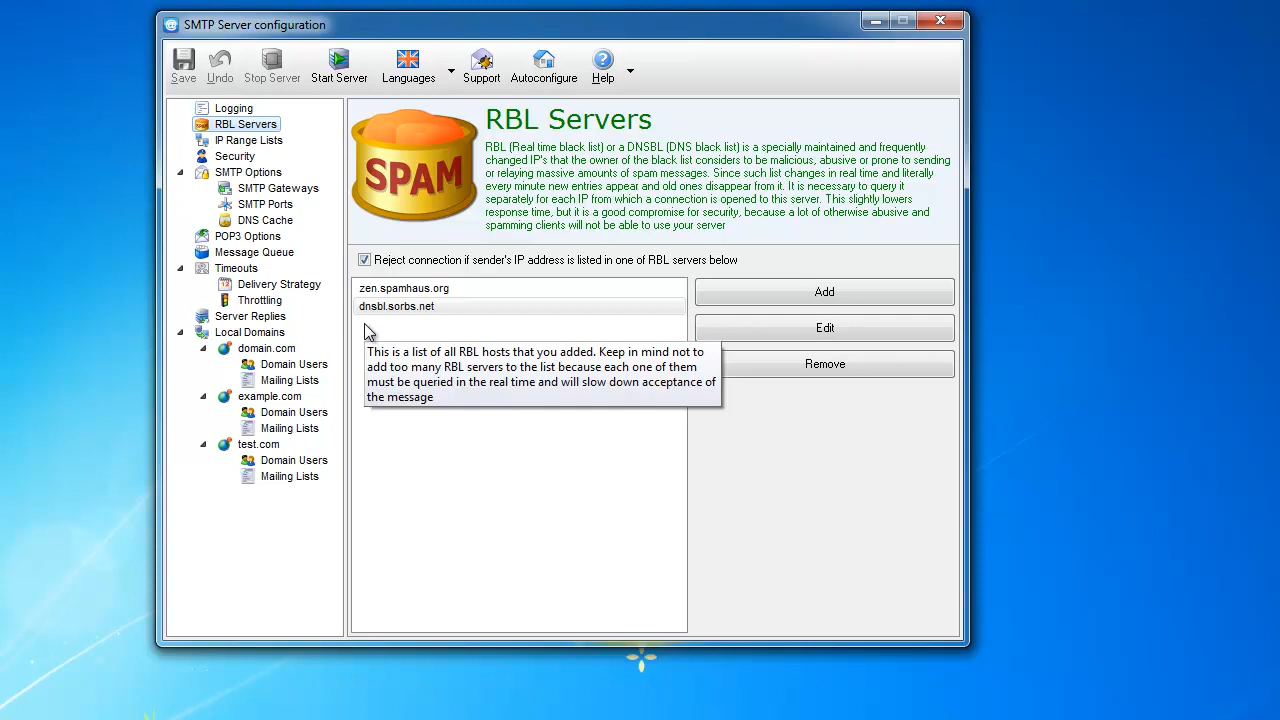 SMTP Server configuration
Save Undo Stop Server Start Server Languages Support Autoconfigure Help
Logging
RBL Servers
IP Range Lists
Security
SMTP Options
SMTP Gateways
SMTP Ports
DNS Cache
POP3 Options
Message Queue
Timeouts
Delivery Strategy
Throttling
Server Replies
Local Domains
domain.com
Domain Users
Mailing Lists
example.com
Domain Users
Mailing Lists
test.com
Domain Users
Mailing Lists
SPAM
RBL Servers
RBL (Real time black list) or a DNSBL (DNS black list) is a specially maintained and frequently
changed IP's that the owner of the black list considers to be malicious, abusive or prone to sending
or relaying massive amounts of spam messages. Since such list changes in real time and literally
every minute new entries appear and old ones disappear from it. It is necessary to query it
separately for each IP from which a connection is opened to this server. This slightly lowers
response time, but it is a good compromise for security, because a lot of otherwise abusive and
spamming clients will not be able to use your server
Reject connection if sender's IP address is listed in one of RBL servers below
zen.spamhaus.org
dnsbl.sorbs.net
This is a list of all RBL hosts that you added. Keep in mind not to
add too many RBL servers to the list because each one of them
must be queried in the real time and will slow down acceptance of
the message
Add
Edit
Remove